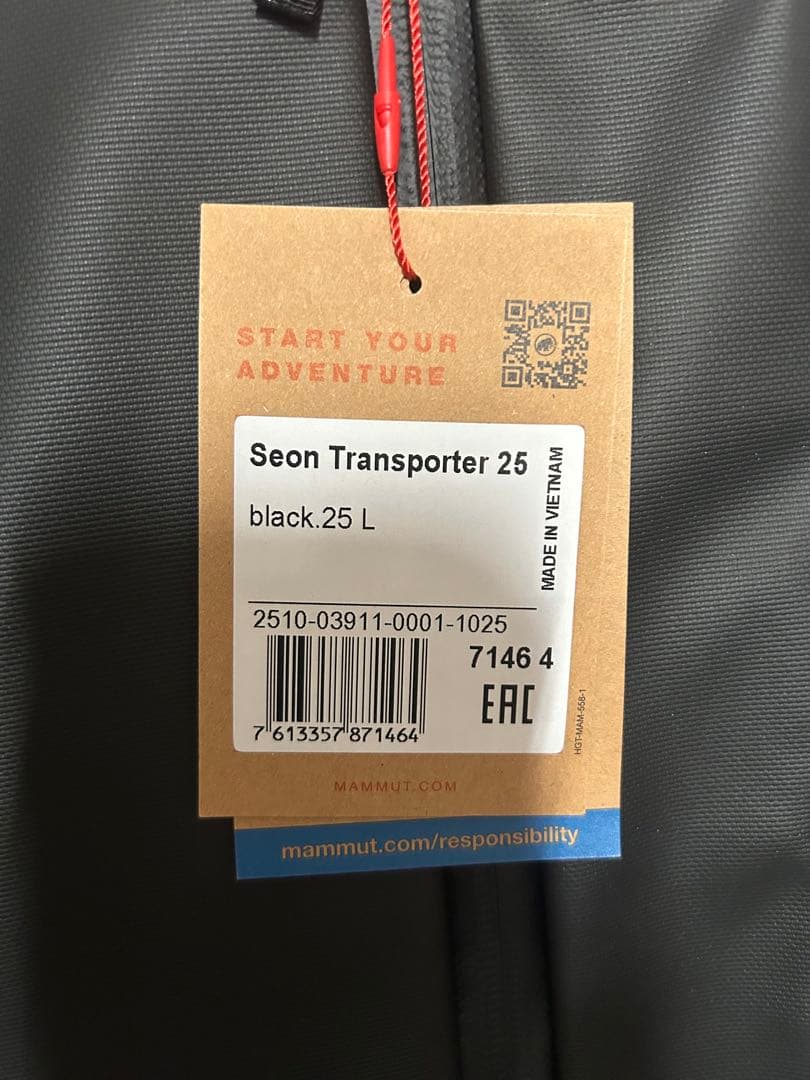 START YOUR
ADVENTURE
Seon Transporter 25
black.25 L
MADE IN VIETNAM
2510-03911-0001-1025
7146 4
EAC
7 613357 871464
HGT-MAM-558-1
MAMMUT.COM
mammut.com/responsibility